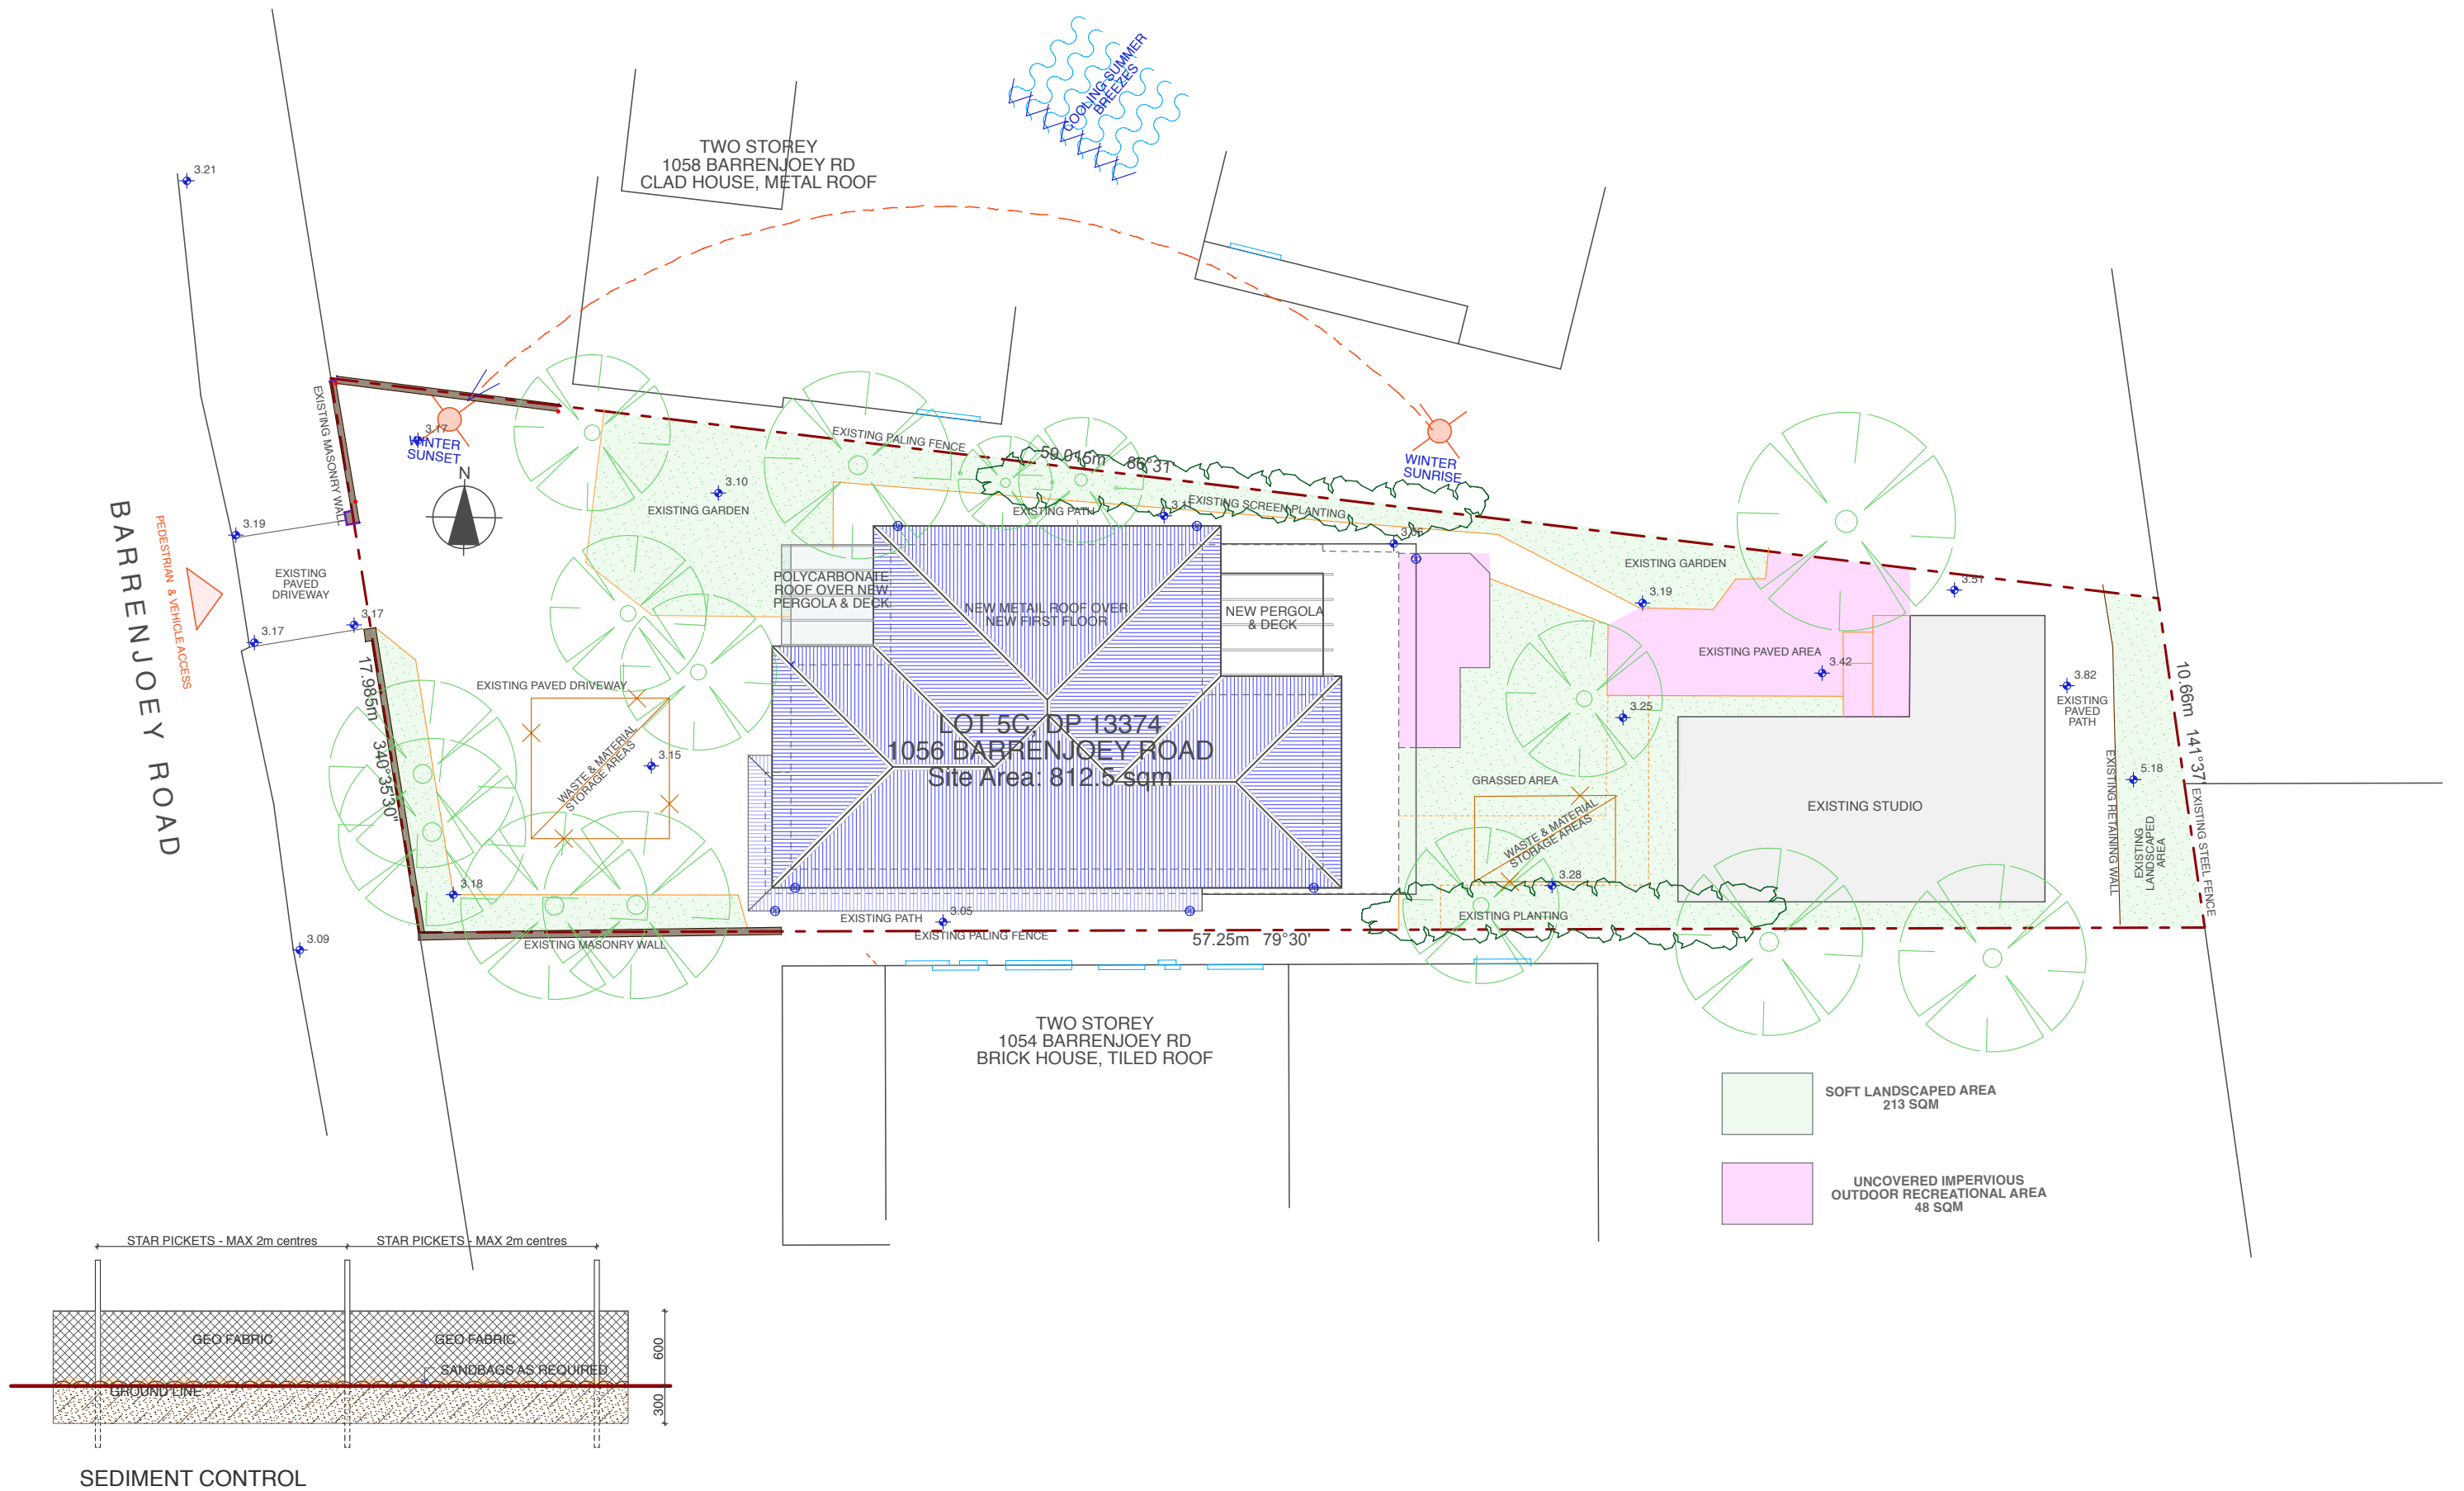 COOLING SUMMER
BREEZES
TWO STOREY
1058 BARRENJOEY RD
CLAD HOUSE, METAL ROOF
3.21
EXISTING MASONRY WALL
3.17
WINTER
SUNSET
N
EXISTING PALING FENCE
59.015m 86°31'
WINTER
SUNRISE
3.10
EXISTING GARDEN
EXISTING PATH
EXISTING SCREEN PLANTING
3.19
EXISTING
PAVED
DRIVEWAY
3.17
3.17
BARRENJOEY ROAD
PEDESTRIAN & VEHICLE ACCESS
17.985m 340°35'30"
POLYCARBONATE
ROOF OVER NEW
PERGOLA & DECK
NEW METAIL ROOF OVER
NEW FIRST FLOOR
NEW PERGOLA
& DECK
EXISTING GARDEN
3.19
3.51
EXISTING PAVED AREA
3.42
3.25
3.82
EXISTING
PAVED
PATH
10.66m 141°37'
EXISTING PAVED DRIVEWAY
WASTE & MATERIAL
STORAGE AREAS
3.15
LOT 5C, DP 13374
1056 BARRENJOEY ROAD
Site Area: 812.5 sqm
GRASSED AREA
WASTE & MATERIAL
STORAGE AREAS
EXISTING STUDIO
5.18
EXISTING RETAINING WALL
EXISTING
LANDSCAPED
AREA
EXISTING STEEL FENCE
3.18
3.28
EXISTING PATH
3.05
EXISTING PLANTING
EXISTING MASONRY WALL
EXISTING PALING FENCE
57.25m 79°30'
3.09
TWO STOREY
1054 BARRENJOEY RD
BRICK HOUSE, TILED ROOF
SOFT LANDSCAPED AREA
213 SQM
UNCOVERED IMPERVIOUS
OUTDOOR RECREATIONAL AREA
48 SQM
STAR PICKETS - MAX 2m centres
STAR PICKETS - MAX 2m centres
GEO FABRIC
GEO FABRIC
SANDBAGS AS REQUIRED
GROUND LINE
600
300
SEDIMENT CONTROL